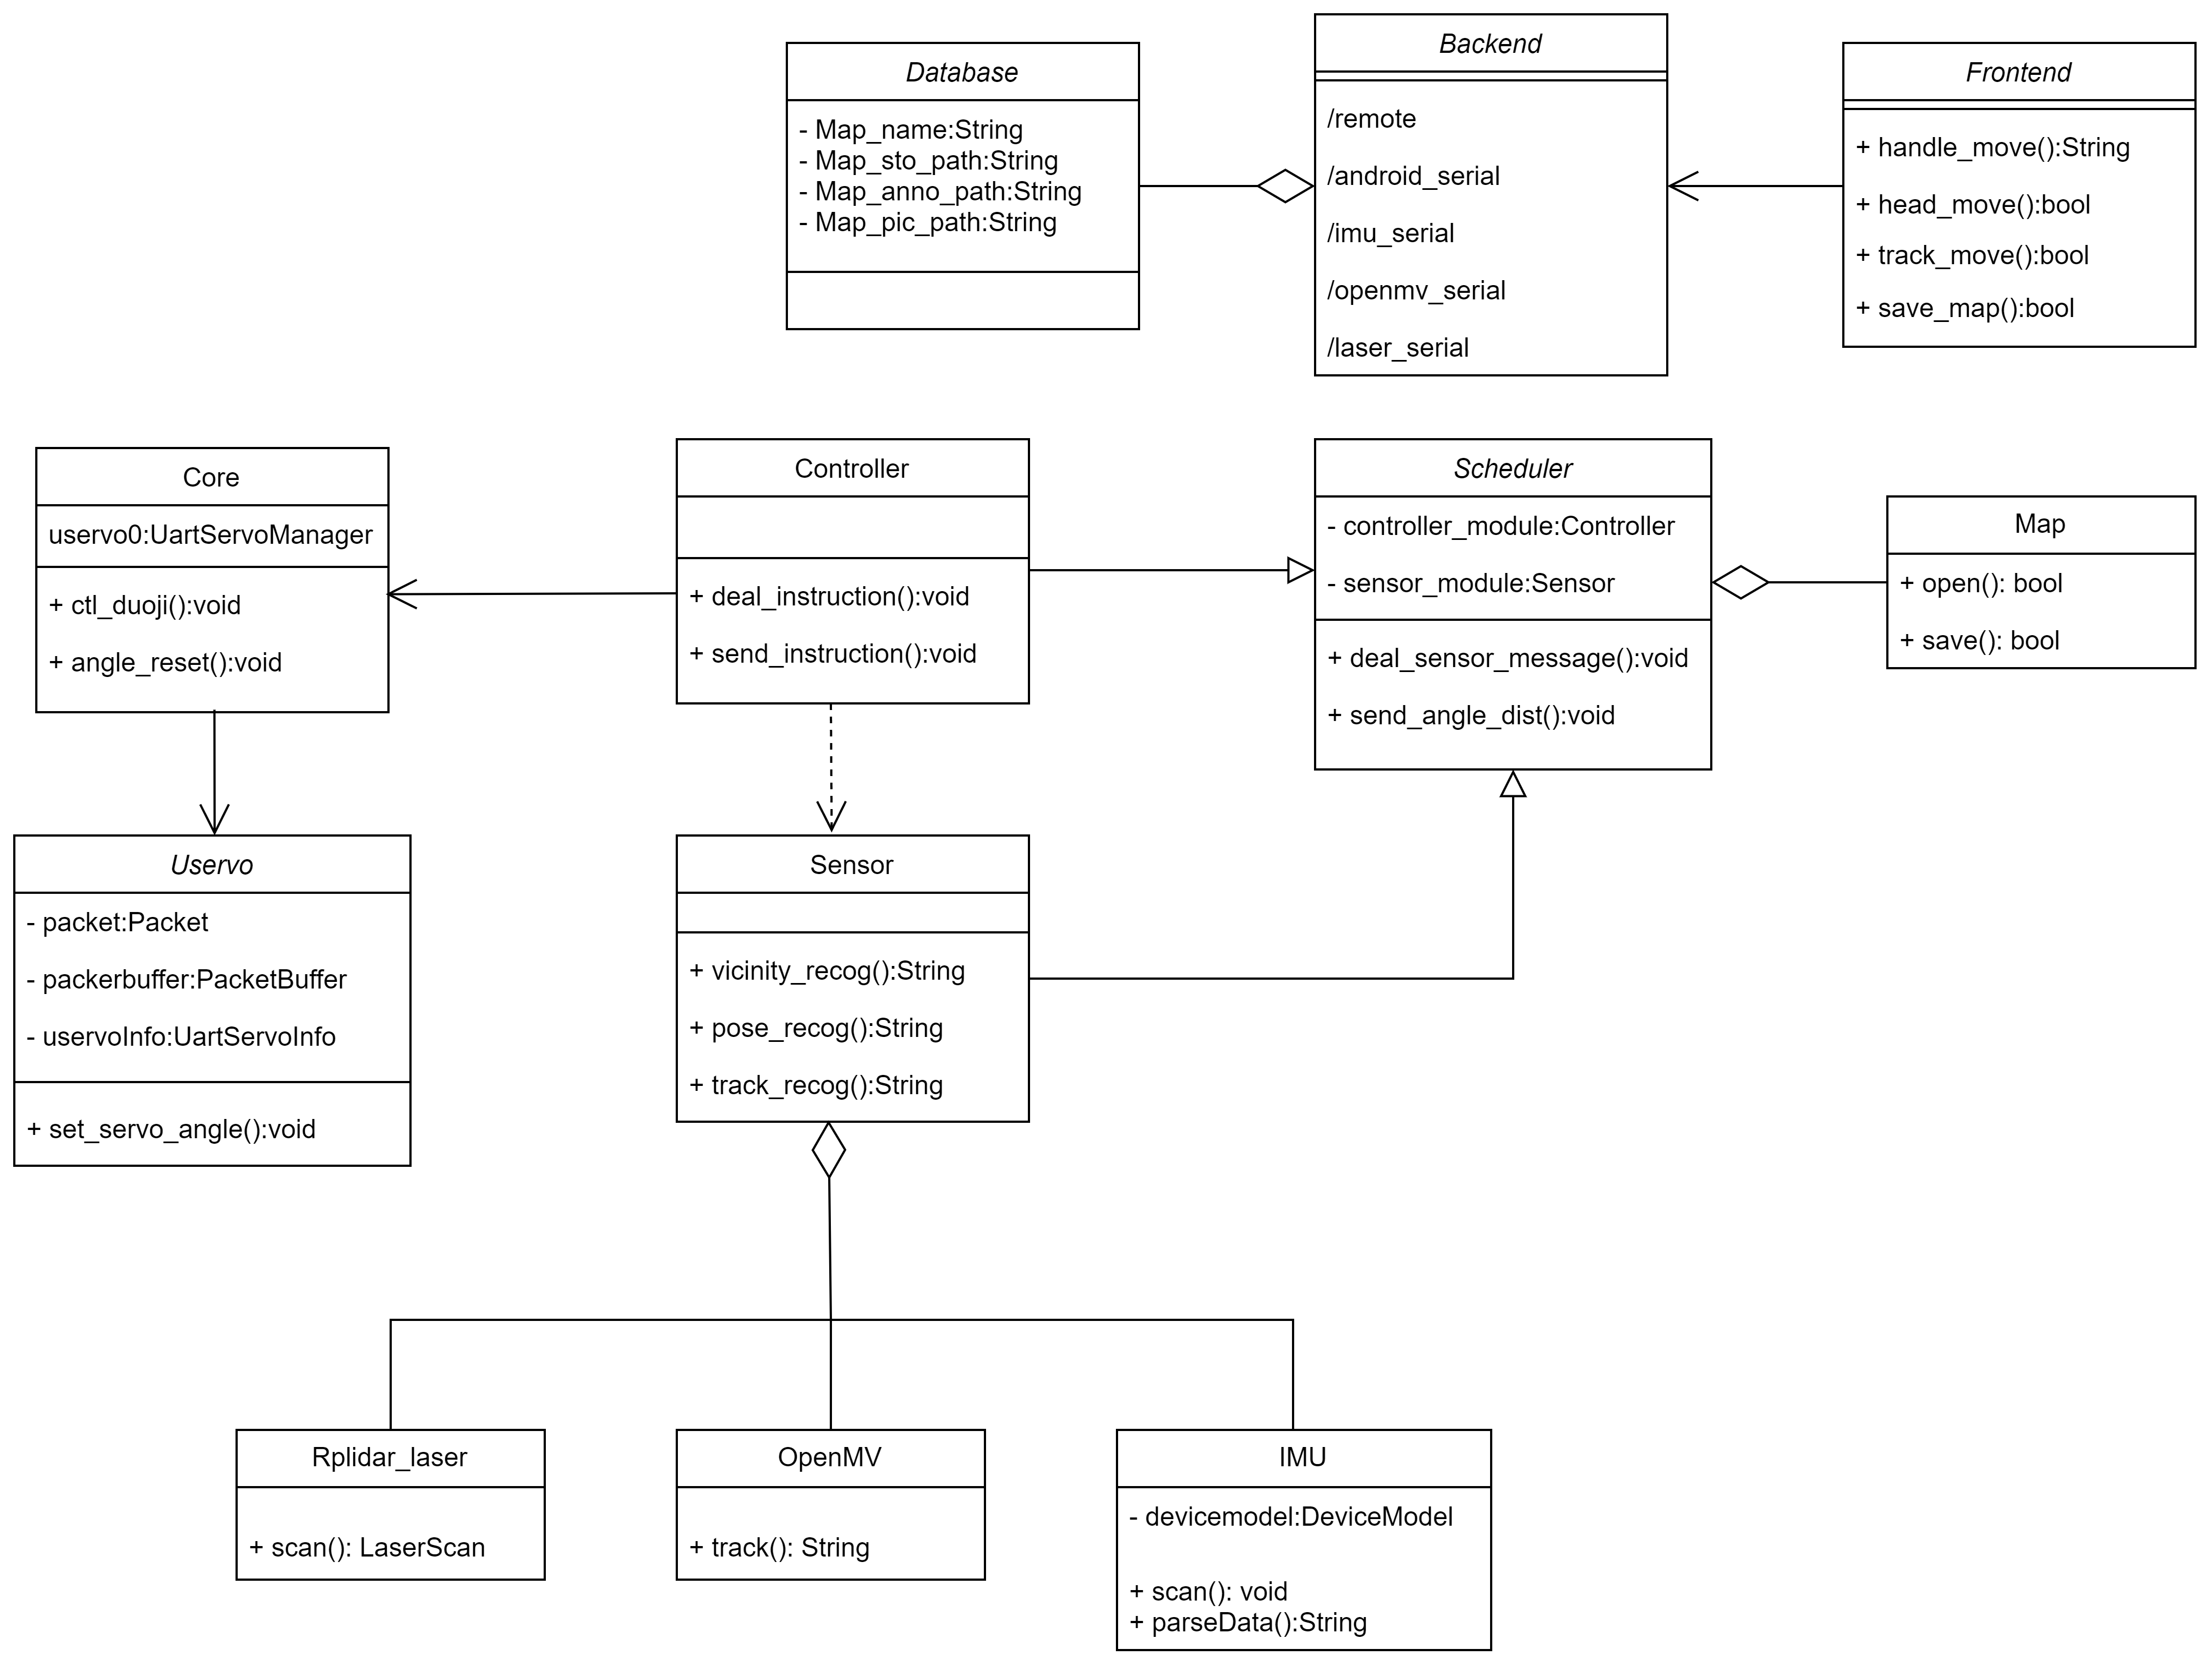 Database
- Map_name:String
- Map_sto_path:String
- Map_anno_path:String
- Map_pic_path:String
Backend
/remote
/android_serial
/imu_serial
/openmv_serial
/laser_serial
Frontend
+ handle_move():String
+ head_move():bool
+ track_move():bool
+ save_map():bool
Core
uservo0:UartServoManager
+ ctl_duoji():void
+ angle_reset():void
Controller
+ deal_instruction():void
+ send_instruction():void
Scheduler
- controller_module:Controller
- sensor_module:Sensor
+ deal_sensor_message():void
+ send_angle_dist():void
Map
+ open(): bool
+ save(): bool
Uservo
- packet:Packet
- packerbuffer:PacketBuffer
- uservoInfo:UartServoInfo
+ set_servo_angle():void
Sensor
+ vicinity_recog():String
+ pose_recog():String
+ track_recog():String
Rplidar_laser
+ scan(): LaserScan
OpenMV
+ track(): String
IMU
- devicemodel:DeviceModel
+ scan(): void
+ parseData():String